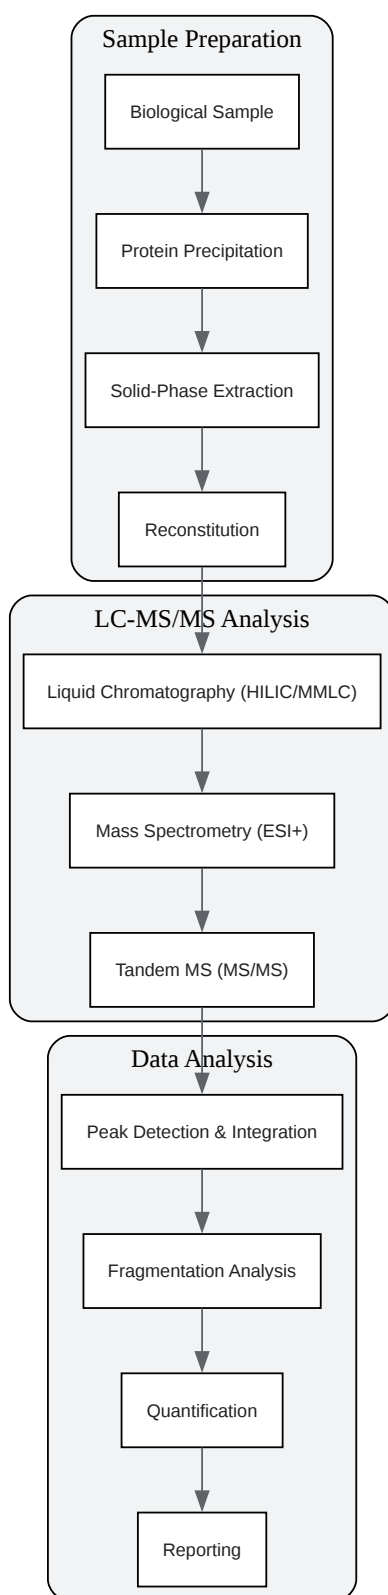 Sample Preparation
Biological Sample
Protein Precipitation
Solid-Phase Extraction
Reconstitution
LC-MS/MS Analysis
Liquid Chromatography (HILIC/MMLC)
Mass Spectrometry (ESI+)
Tandem MS (MS/MS)
Data Analysis
Peak Detection & Integration
Fragmentation Analysis
Quantification
Reporting